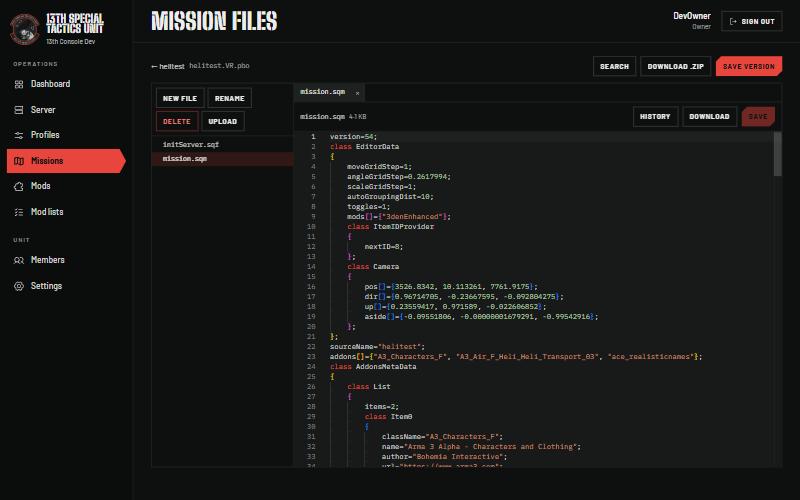 13TH SPECIAL
TACTICS UNIT
13th Console Dev
OPERATIONS
Dashboard
Server
Profiles
Missions
Mods
Mod lists
UNIT
Members
Settings
MISSION FILES
DevOwner
Owner
SIGN OUT
← helitest helitest.VR.pbo
SEARCH
DOWNLOAD .ZIP
SAVE VERSION
NEW FILE
RENAME
DELETE
UPLOAD
initServer.sqf
mission.sqm
mission.sqm ×
mission.sqm 4.1 KB
HISTORY
DOWNLOAD
SAVE
1 version=54;
2 class EditorData
3 {
4 moveGridStep=1;
5 angleGridStep=0.2617994;
6 scaleGridStep=1;
7 autoGroupingDist=10;
8 toggles=1;
9 mods[]={"3denEnhanced"};
10 class ItemIDProvider
11 {
12 nextID=8;
13 };
14 class Camera
15 {
16 pos[]={3526.8342, 10.113261, 7761.9175};
17 dir[]={0.96714705, -0.23667595, -0.092804275};
18 up[]={0.23559417, 0.971589, -0.022606852};
19 aside[]={-0.09551806, -0.00000001679291, -0.99542916};
20 };
21 };
22 sourceName="helitest";
23 addons[]={"A3_Characters_F", "A3_Air_F_Heli_Heli_Transport_03", "ace_realisticnames"};
24 class AddonsMetaData
25 {
26 class List
27 {
28 items=2;
29 class Item0
30 {
31 className="A3_Characters_F";
32 name="Arma 3 Alpha - Characters and Clothing";
33 author="Bohemia Interactive";
34 url="https://www.arma3.com";